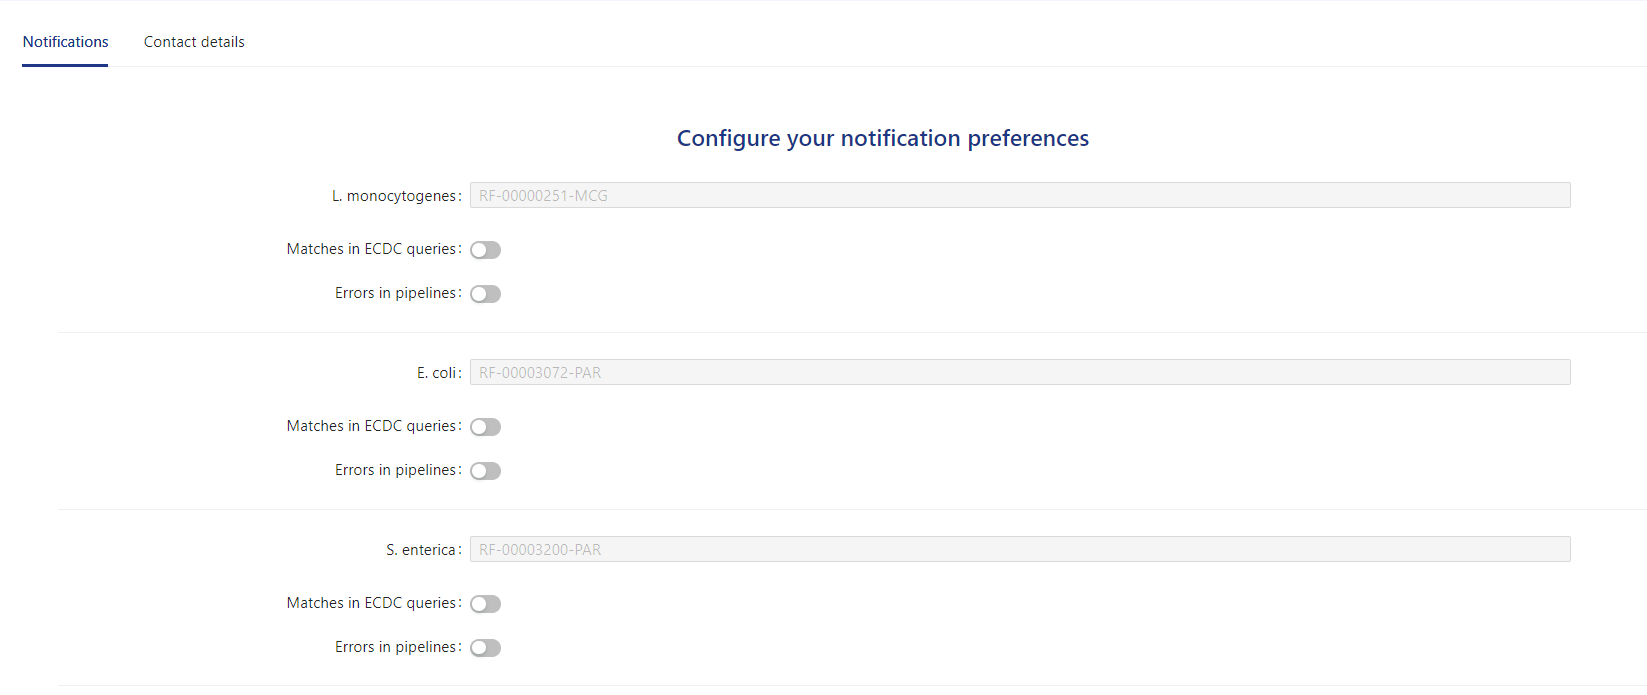 Notifications Contact details
Configure your notification preferences
L. monocytogenes: RF-00000251-MCG
Matches in ECDC queries:
Errors in pipelines:
E. coli: RF-00003072-PAR
Matches in ECDC queries:
Errors in pipelines:
S. enterica: RF-00003200-PAR
Matches in ECDC queries:
Errors in pipelines: